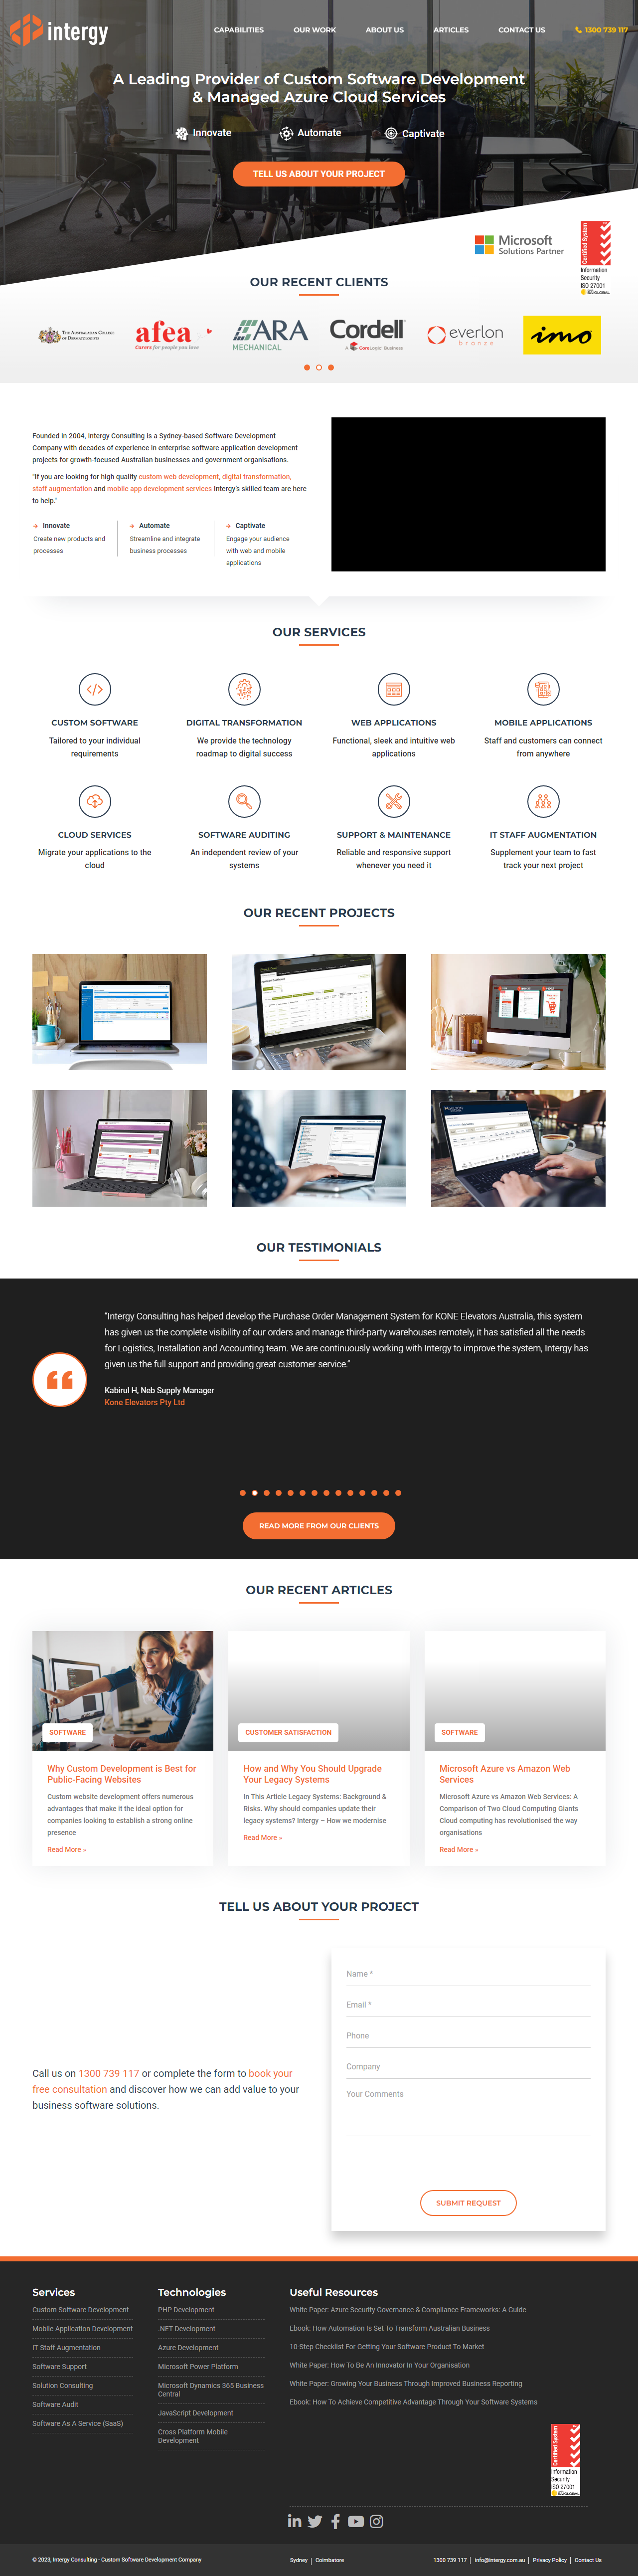 intergy
CAPABILITIES
OUR WORK
ABOUT US
ARTICLES
CONTACT US
1300 739 117
A Leading Provider of Custom Software Development
& Managed Azure Cloud Services
Innovate
Automate
Captivate
TELL US ABOUT YOUR PROJECT
Microsoft
Solutions Partner
Certified System
Information
Security
ISO 27001
GLOBAL
OUR RECENT CLIENTS
THE AUSTRALASIAN COLLEGE
OF DERMATOLOGISTS
afea
Carers for people you love
ARA
MECHANICAL
Cordell
A CoreLogic Business
everlon
bronze
imo
Founded in 2004, Intergy Consulting is a Sydney-based Software Development
Company with decades of experience in enterprise software application development
projects for growth-focused Australian businesses and government organisations.
"If you are looking for high quality custom web development, digital transformation,
staff augmentation and mobile app development services Intergy's skilled team are here
to help."
Innovate
Create new products and
processes
Automate
Streamline and integrate
business processes
Captivate
Engage your audience
with web and mobile
applications
OUR SERVICES
CUSTOM SOFTWARE
Tailored to your individual
requirements
DIGITAL TRANSFORMATION
We provide the technology
roadmap to digital success
WEB APPLICATIONS
Functional, sleek and intuitive web
applications
MOBILE APPLICATIONS
Staff and customers can connect
from anywhere
CLOUD SERVICES
Migrate your applications to the
cloud
SOFTWARE AUDITING
An independent review of your
systems
SUPPORT & MAINTENANCE
Reliable and responsive support
whenever you need it
IT STAFF AUGMENTATION
Supplement your team to fast
track your next project
OUR RECENT PROJECTS
OUR TESTIMONIALS
"Intergy Consulting has helped develop the Purchase Order Management System for KONE Elevators Australia, this system
has given us the complete visibility of our orders and manage third-party warehouses remotely, it has satisfied all the needs
for Logistics, Installation and Accounting team. We are continuously working with Intergy to improve the system, Intergy has
given us the full support and providing great customer service."
Kabirul H, Neb Supply Manager
Kone Elevators Pty Ltd
READ MORE FROM OUR CLIENTS
OUR RECENT ARTICLES
SOFTWARE
Why Custom Development is Best for
Public-Facing Websites
Custom website development offers numerous
advantages that make it the ideal option for
companies looking to establish a strong online
presence
Read More »
CUSTOMER SATISFACTION
How and Why You Should Upgrade
Your Legacy Systems
In This Article Legacy Systems: Background &
Risks. Why should companies update their
legacy systems? Intergy – How we modernise
Read More »
SOFTWARE
Microsoft Azure vs Amazon Web
Services
Microsoft Azure vs Amazon Web Services: A
Comparison of Two Cloud Computing Giants
Cloud computing has revolutionised the way
organisations
Read More »
TELL US ABOUT YOUR PROJECT
Call us on 1300 739 117 or complete the form to book your
free consultation and discover how we can add value to your
business software solutions.
Name *
Email *
Phone
Company
Your Comments
SUBMIT REQUEST
Services
Custom Software Development
Mobile Application Development
IT Staff Augmentation
Software Support
Solution Consulting
Software Audit
Software As A Service (SaaS)
Technologies
PHP Development
.NET Development
Azure Development
Microsoft Power Platform
Microsoft Dynamics 365 Business
Central
JavaScript Development
Cross Platform Mobile
Development
Useful Resources
White Paper: Azure Security Governance & Compliance Frameworks: A Guide
Ebook: How Automation Is Set To Transform Australian Business
10-Step Checklist For Getting Your Software Product To Market
White Paper: How To Be An Innovator In Your Organisation
White Paper: Growing Your Business Through Improved Business Reporting
Ebook: How To Achieve Competitive Advantage Through Your Software Systems
Certified System
Information
Security
ISO 27001
GLOBAL
© 2023, Intergy Consulting - Custom Software Development Company
Sydney | Coimbatore
1300 739 117 | info@intergy.com.au | Privacy Policy | Contact Us